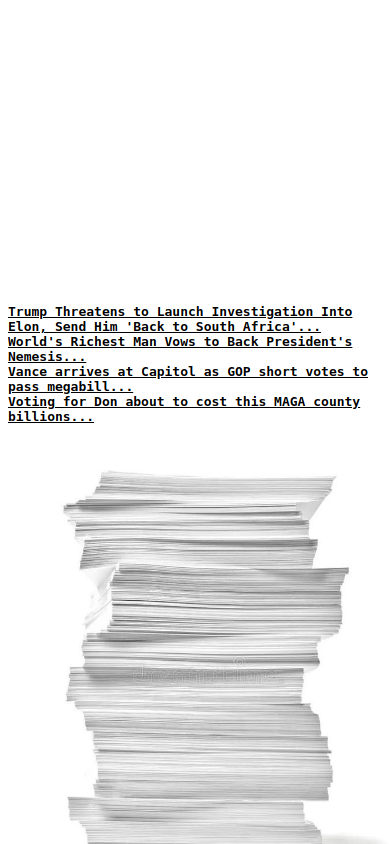 Trump Threatens to Launch Investigation Into
Elon, Send Him 'Back to South Africa'...
World's Richest Man Vows to Back President's
Nemesis...
Vance arrives at Capitol as GOP short votes to
pass megabill...
Voting for Don about to cost this MAGA county
billions...